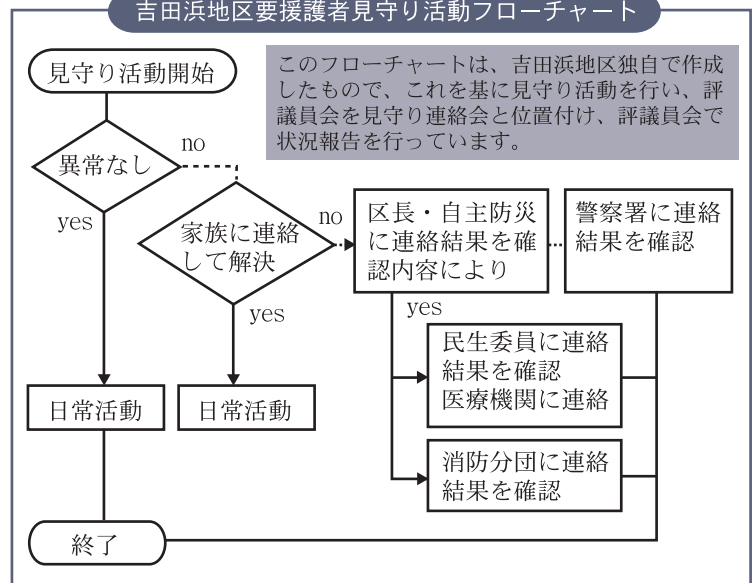 吉田浜地区要援護者見守り活動フローチャート
見守り活動開始
このフローチャートは、吉田浜地区独自で作成
したもので、これを基に見守り活動を行い、評
議員会を見守り連絡会と位置付け、評議員会で
状況報告を行っています。
異常なし
no
yes
家族に連絡
して解決
no
yes
区長・自主防災
に連絡結果を確
認内容により
yes
警察署に連絡
結果を確認
民生委員に連絡
結果を確認
医療機関に連絡
日常活動
日常活動
消防分団に連絡
結果を確認
終了